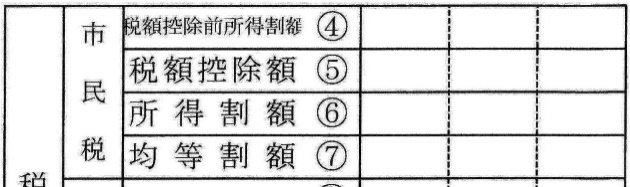 市民税
税額控除前所得割額 ④
税額控除額 ⑤
所得割額 ⑥
均等割額 ⑦
税